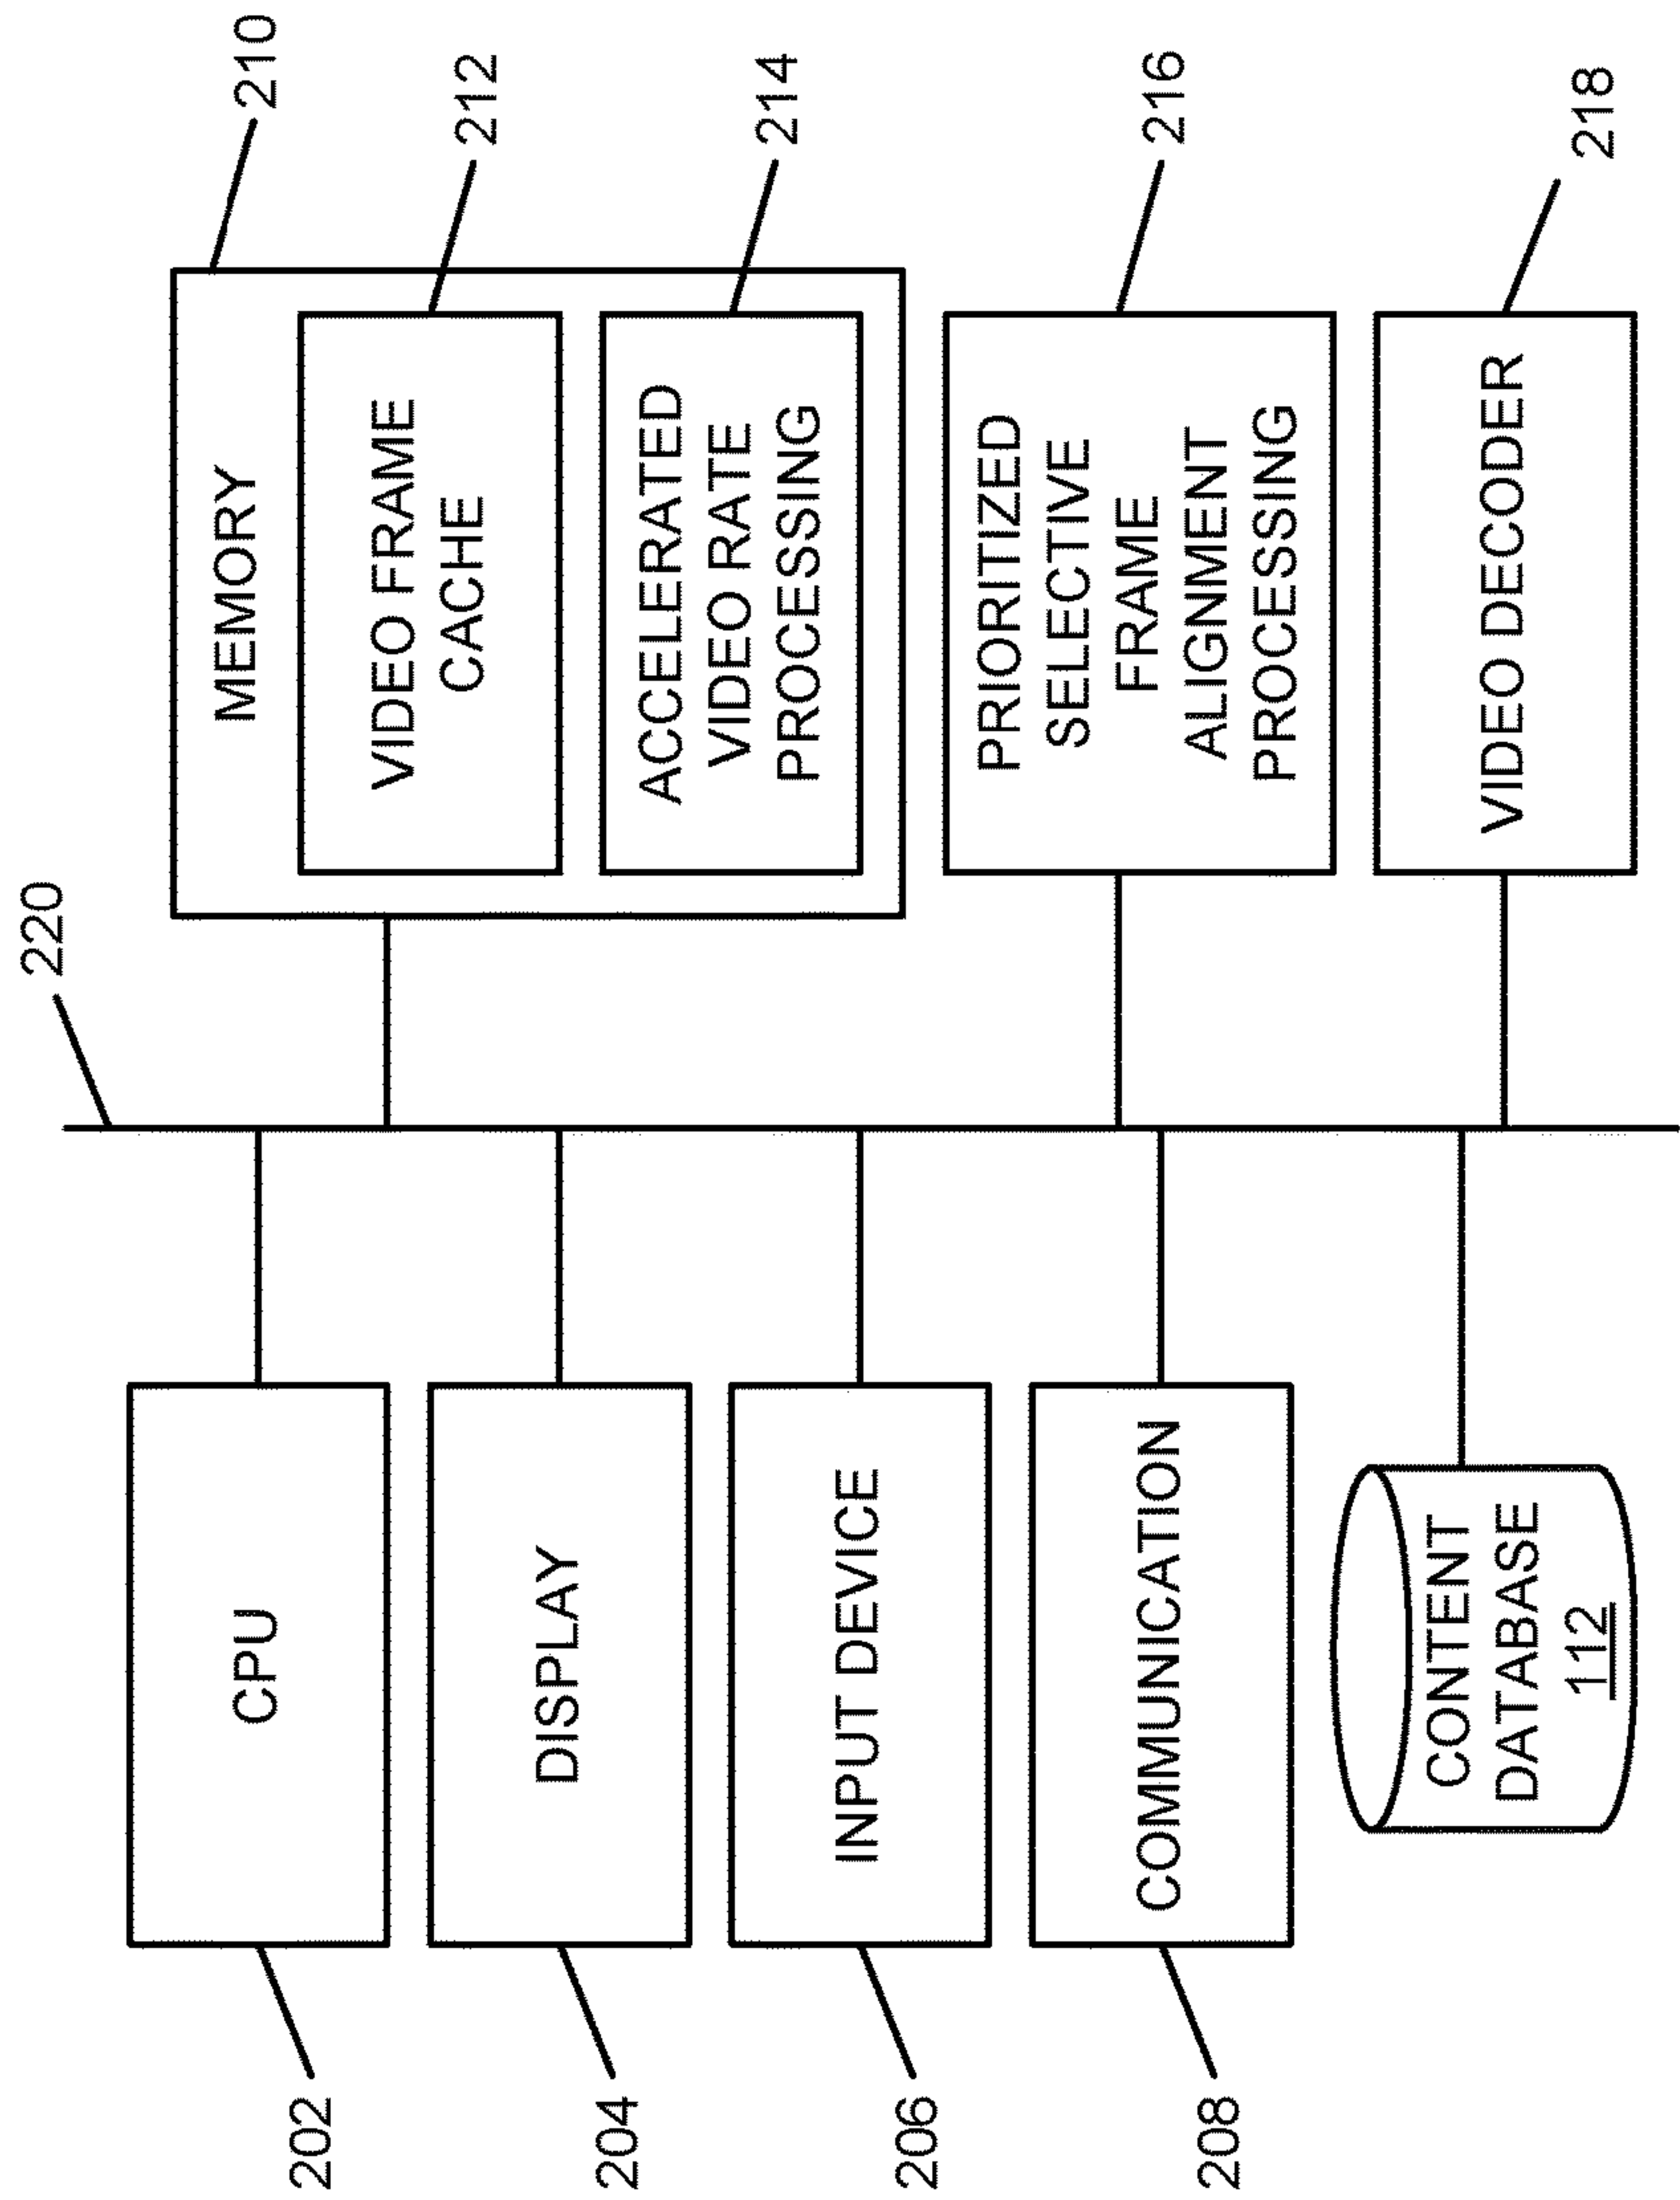 220
202
CPU
204
DISPLAY
206
INPUT DEVICE
208
COMMUNICATION
CONTENT
DATABASE
112
210
MEMORY
212
VIDEO FRAME
CACHE
214
ACCELERATED
VIDEO RATE
PROCESSING
216
PRIORITIZED
SELECTIVE
FRAME
ALIGNMENT
PROCESSING
218
VIDEO DECODER